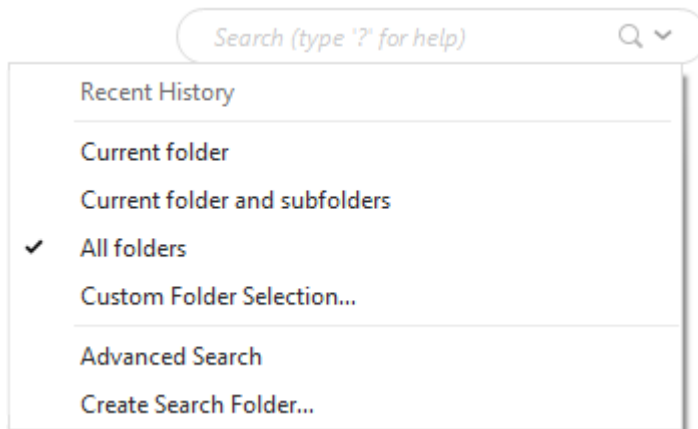 Search (type '?' for help)
Recent History
Current folder
Current folder and subfolders
All folders
Custom Folder Selection...
Advanced Search
Create Search Folder...